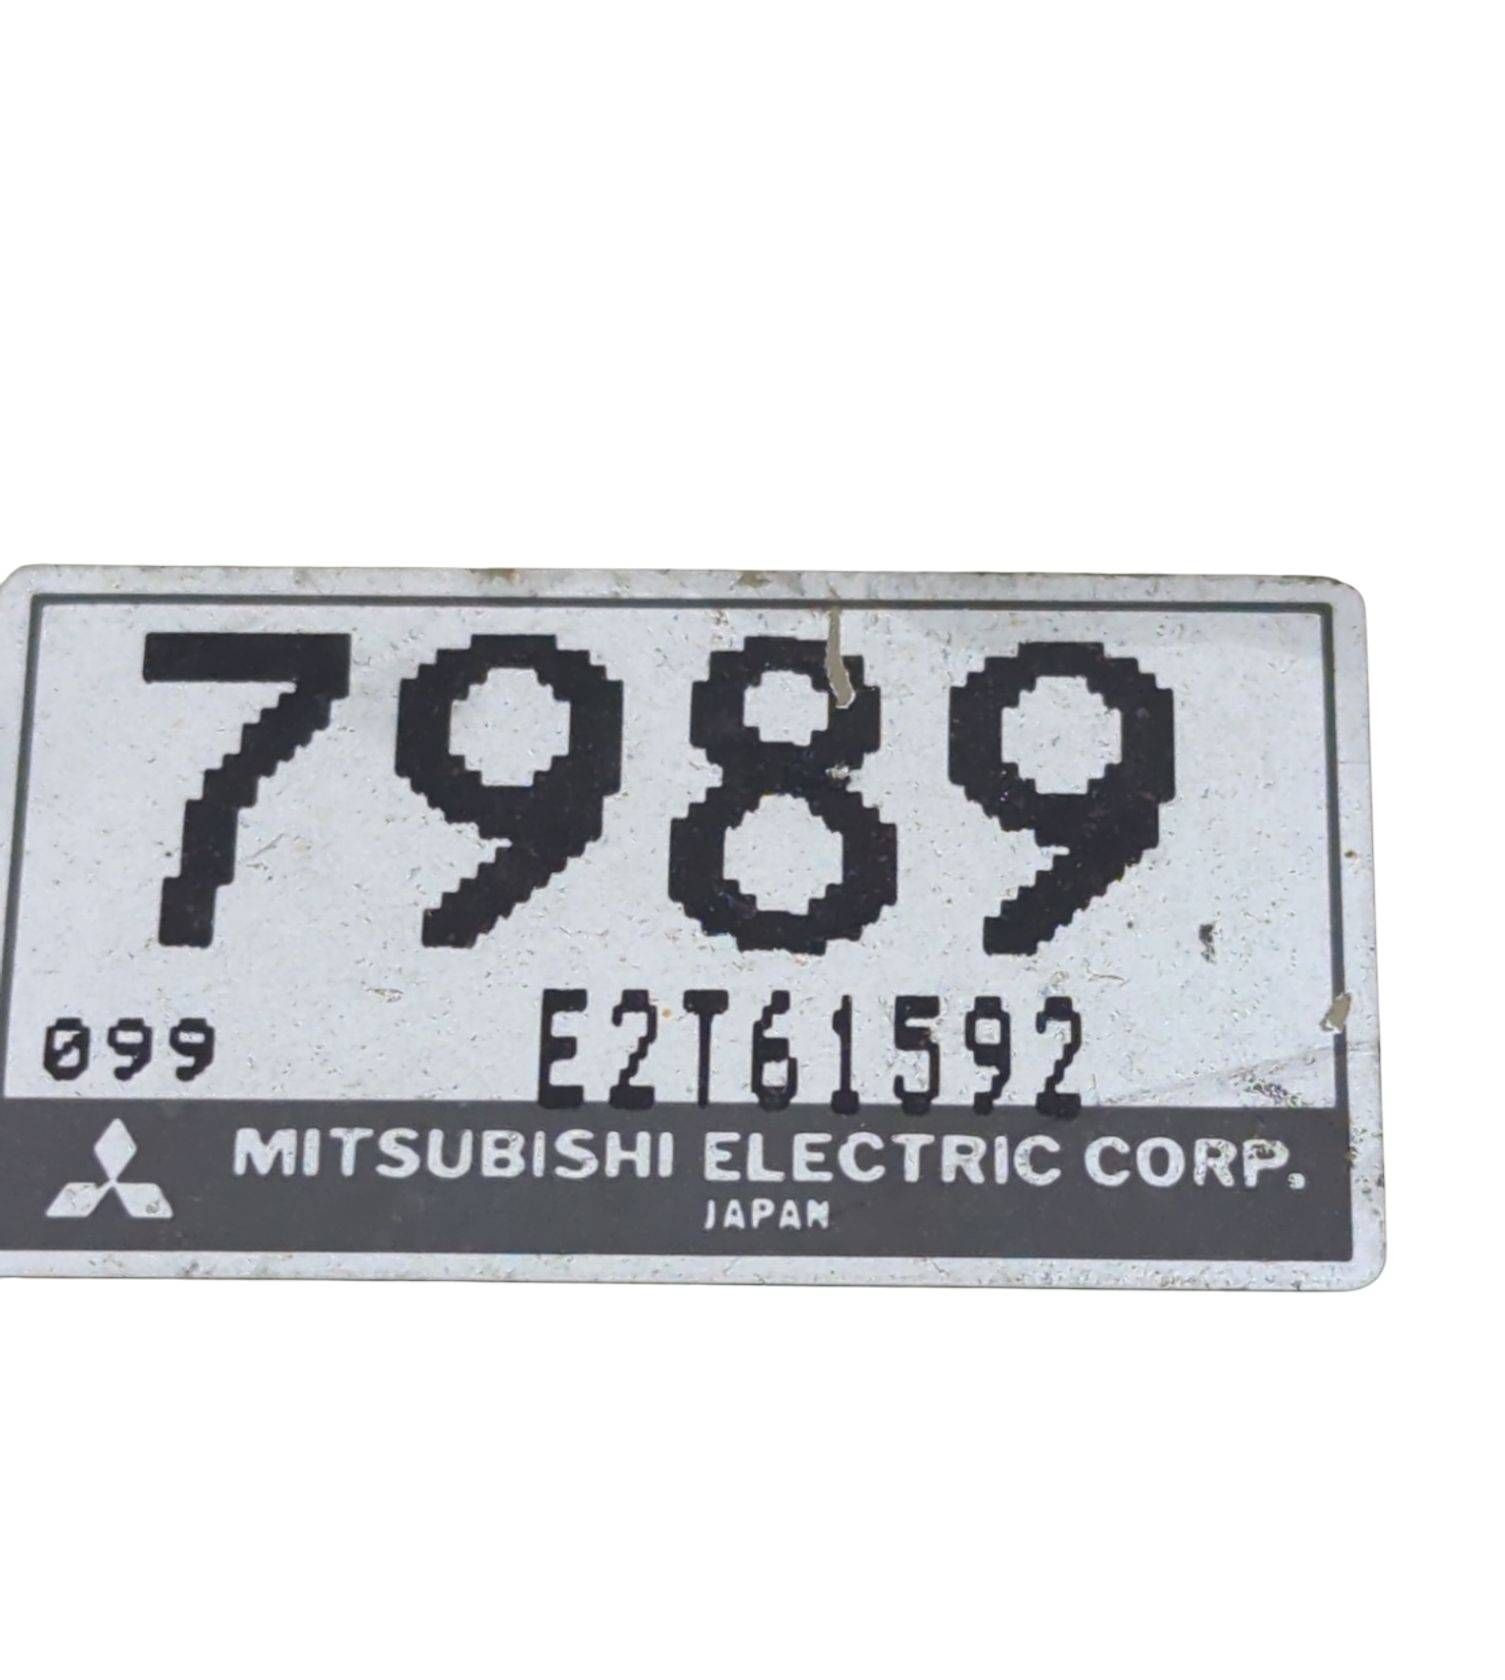 7989
099 E2T61592
MITSUBISHI ELECTRIC CORP.
JAPAN